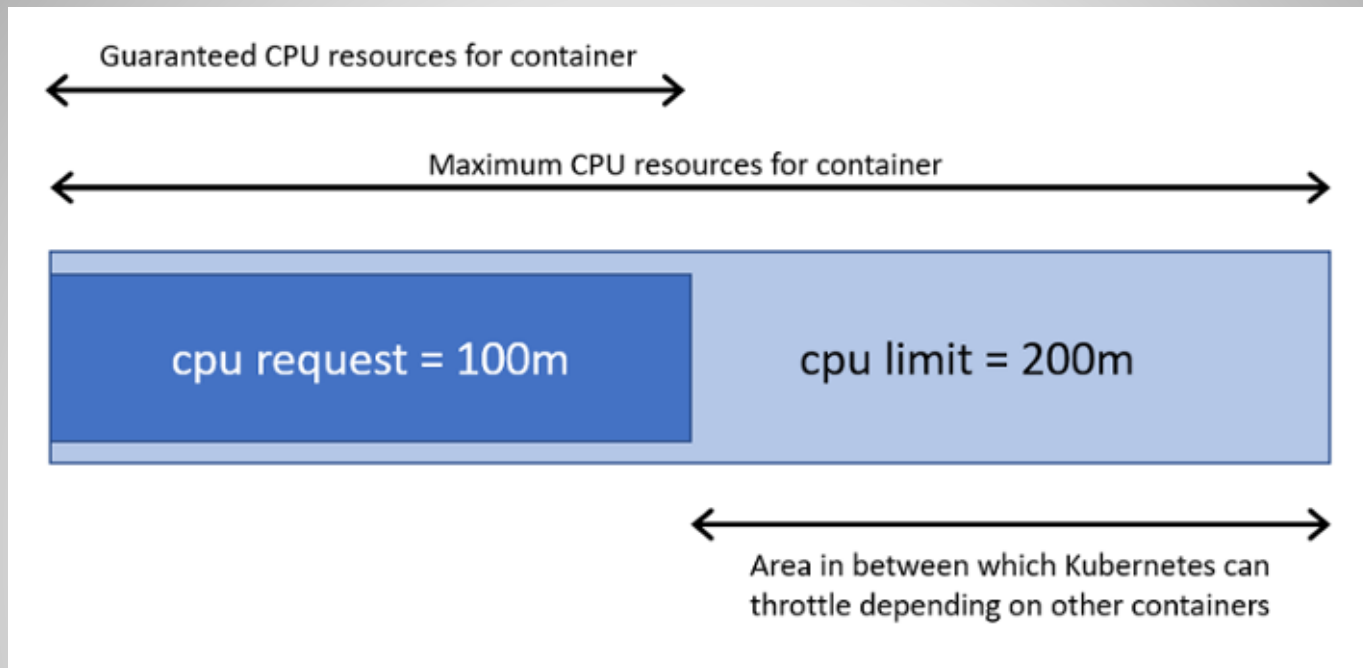 Guaranteed CPU resources for container
Maximum CPU resources for container
cpu request = 100m
cpu limit = 200m
Area in between which Kubernetes can
throttle depending on other containers